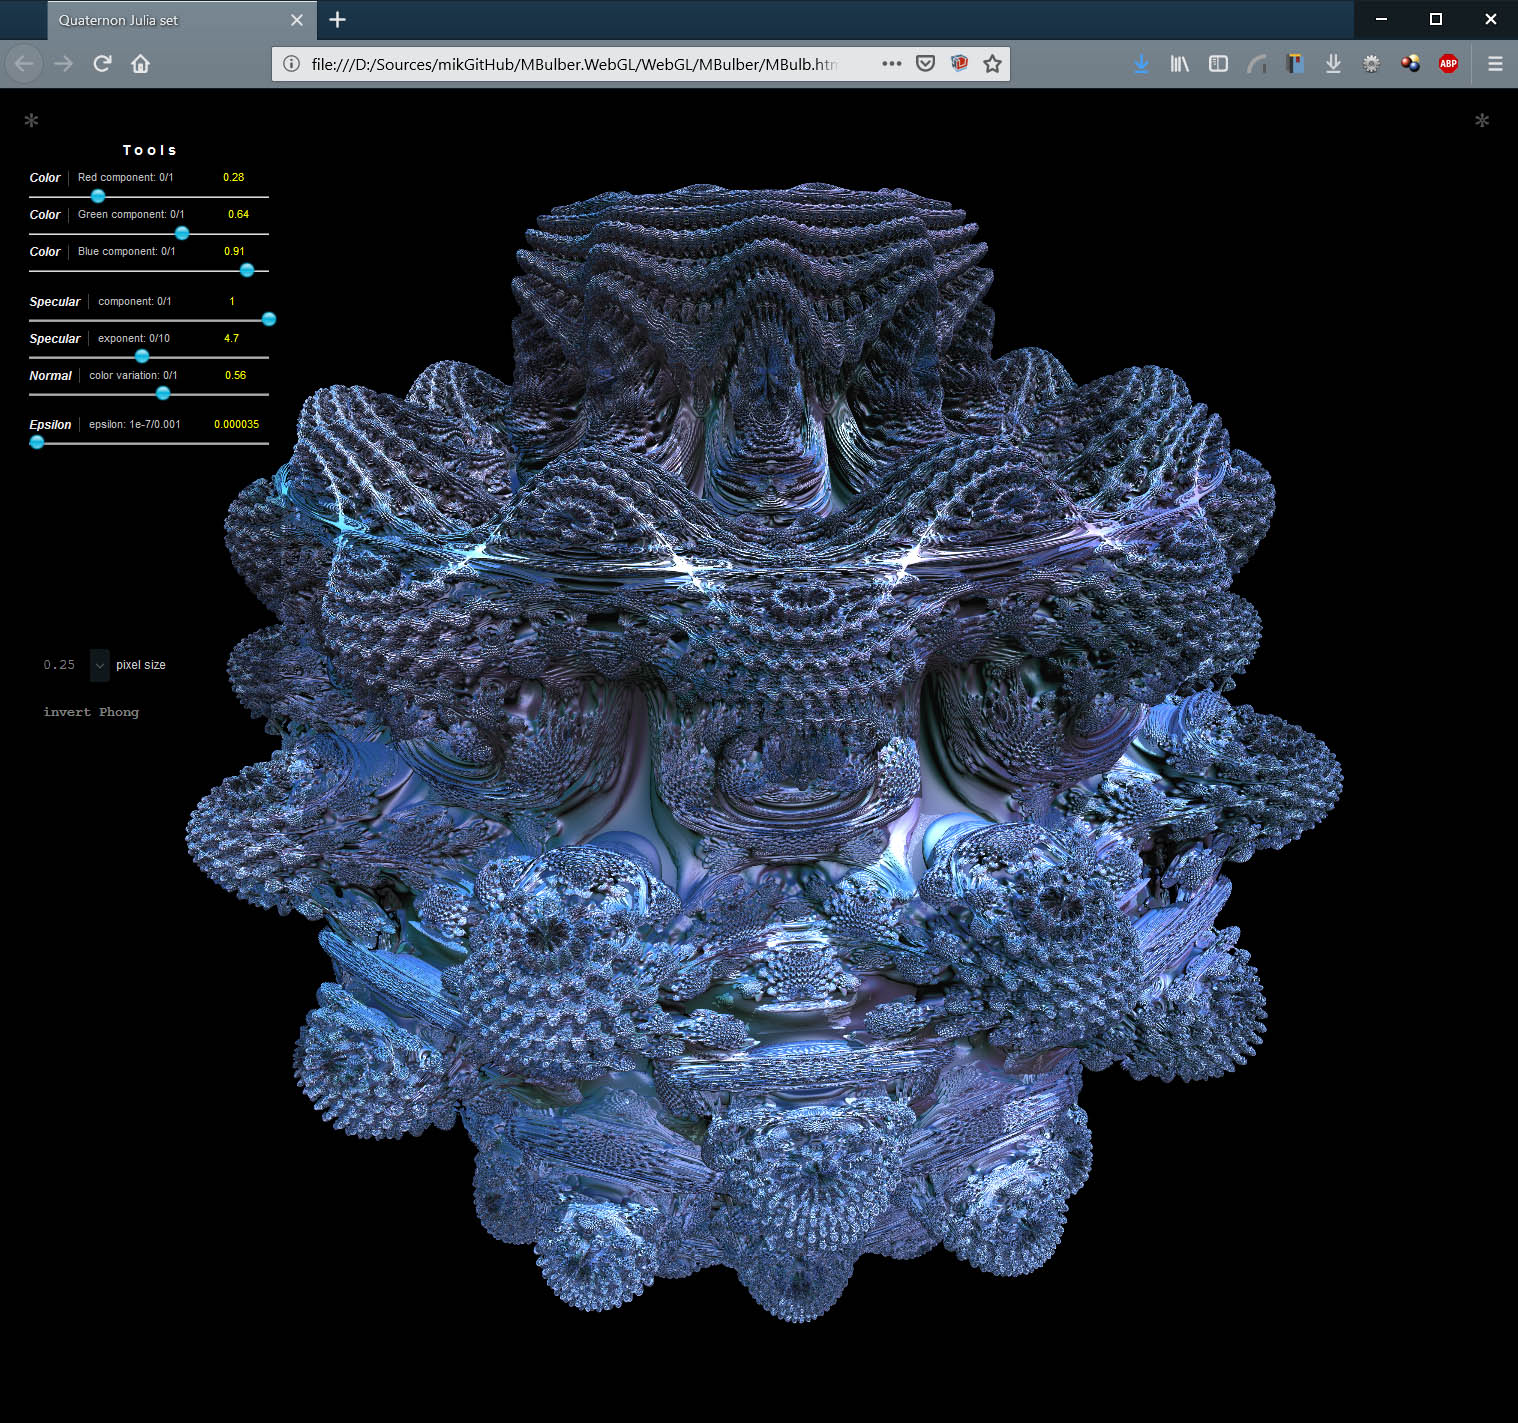 Quaternon Julia set
file:///D:/Sources/mikGitHub/MBulber.WebGL/WebGL/MBulber/MBulb.htm
ABP
*
*
Tools
Color Red component: 0/1 0.28
Color Green component: 0/1 0.64
Color Blue component: 0/1 0.91
Specular component: 0/1 1
Specular exponent: 0/10 4.7
Normal color variation: 0/1 0.56
Epsilon epsilon: 1e-7/0.001 0.000035
0.25 pixel size
invert Phong